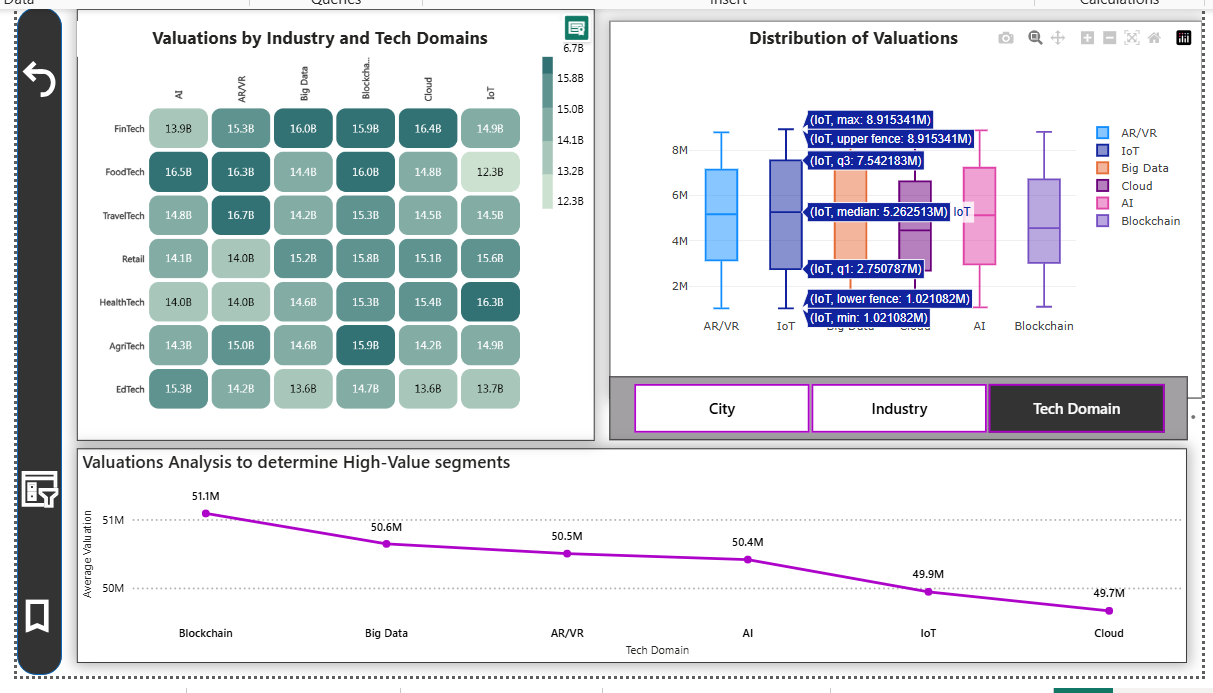 Data
Queries
Insert
Calculations
Valuations by Industry and Tech Domains
AI
AR/VR
Big Data
Blockcha...
Cloud
IoT
FinTech 13.9B 15.3B 16.0B 15.9B 16.4B 14.9B
FoodTech 16.5B 16.3B 14.4B 16.0B 14.8B 12.3B
TravelTech 14.8B 16.7B 14.2B 15.3B 14.5B 14.5B
Retail 14.1B 14.0B 15.2B 15.8B 15.1B 15.6B
HealthTech 14.0B 14.0B 14.6B 15.3B 15.4B 16.3B
AgriTech 14.3B 15.0B 14.6B 15.9B 14.2B 14.9B
EdTech 15.3B 14.2B 13.6B 14.7B 13.6B 13.7B
6.7B
15.8B
15.0B
14.1B
13.2B
12.3B
Distribution of Valuations
8M
6M
4M
2M
(IoT, max: 8.915341M)
(IoT, upper fence: 8.915341M)
(IoT, q3: 7.542183M)
(IoT, median: 5.262513M) IoT
(IoT, q1: 2.750787M)
(IoT, lower fence: 1.021082M)
(IoT, min: 1.021082M)
AR/VR
IoT
Big Data
Cloud
AI
Blockchain
AR/VR
IoT
Big Data
Cloud
AI
Blockchain
City
Industry
Tech Domain
Valuations Analysis to determine High-Value segments
Average Valuation
51M
50M
51.1M
50.6M
50.5M
50.4M
49.9M
49.7M
Blockchain
Big Data
AR/VR
AI
IoT
Cloud
Tech Domain